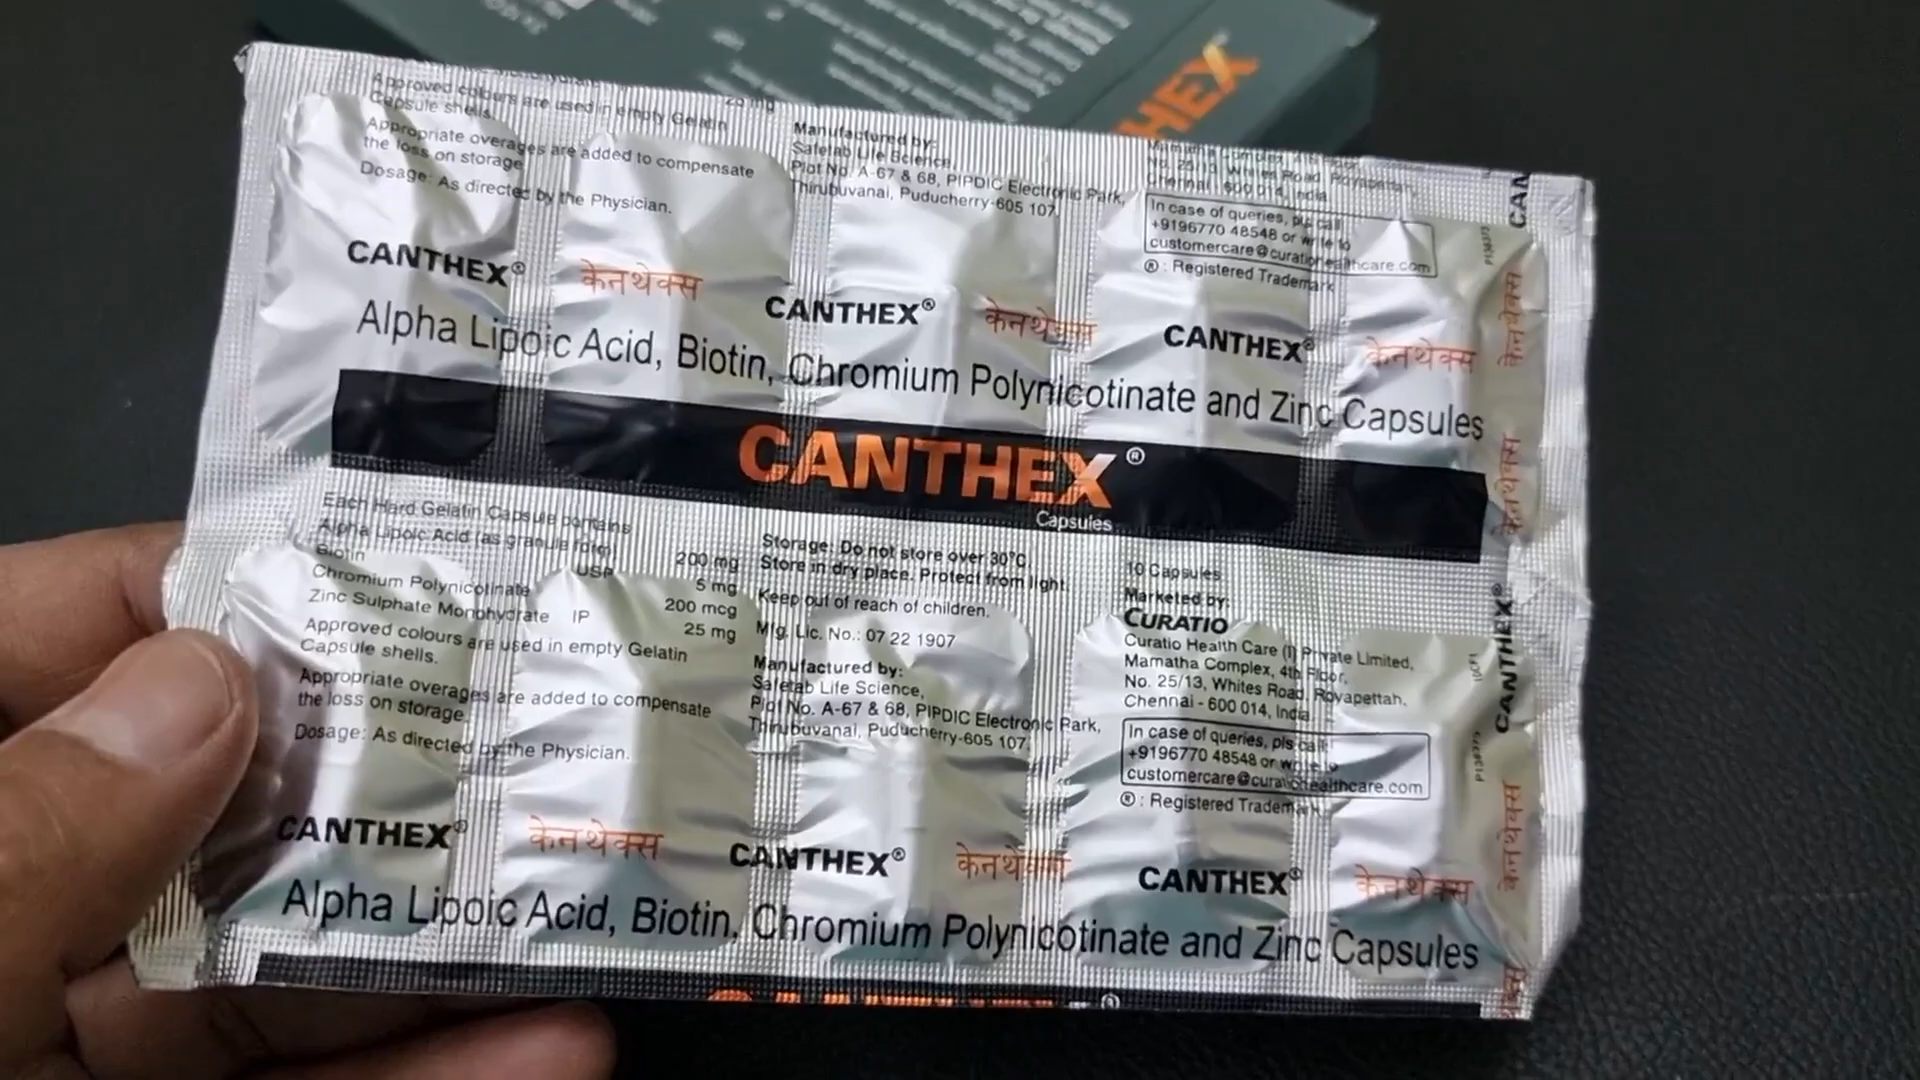 CANTHEX
25 mg
Approved colours are used in empty Gelatin
Capsule shells.
Appropriate overages are added to compensate
the loss on storage.
Dosage: As directed by the Physician.
Manufactured by:
Safetab Life Science,
Plot No. A-67 & 68, PIPDIC Electronic Park,
Thirubuvanai, Puducherry-605 107.
Mamatha Complex, 4th Floor,
No. 25/13, Whites Road, Royapettah,
Chennai - 600 014, India
In case of queries, pls call
+9196770 48548 or write to
customercare@curatiohealthcare.com
® : Registered Trademark
CANTHEX® केनथेक्स CANTHEX® केनथेक्स CANTHEX® केनथेक्स
Alpha Lipoic Acid, Biotin, Chromium Polynicotinate and Zinc Capsules
CANTHEX®
Capsules
Each Hard Gelatin Capsule contains
Alpha Lipoic Acid (as granule form) 200 mg
Biotin USP 5 mg
Chromium Polynicotinate 200 mcg
Zinc Sulphate Monohydrate IP 25 mg
Approved colours are used in empty Gelatin
Capsule shells.
Appropriate overages are added to compensate
the loss on storage.
Dosage: As directed by the Physician.
Storage: Do not store over 30°C.
Store in dry place. Protect from light.
Keep out of reach of children.
Mfg. Lic. No.: 07 22 1907
Manufactured by:
Safetab Life Science,
Plot No. A-67 & 68, PIPDIC Electronic Park,
Thirubuvanai, Puducherry-605 107.
10 Capsules
Marketed by:
CURATIO
Curatio Health Care (I) Private Limited,
Mamatha Complex, 4th Floor,
No. 25/13, Whites Road, Royapettah,
Chennai - 600 014, India
In case of queries, pls call
+9196770 48548 or write to
customercare@curatiohealthcare.com
® : Registered Trademark
CANTHEX® केनथेक्स CANTHEX® केनथेक्स CANTHEX® केनथेक्स
Alpha Lipoic Acid, Biotin, Chromium Polynicotinate and Zinc Capsules
केनथेक्स
केनथेक्स
CANTHEX®
केनथेक्स